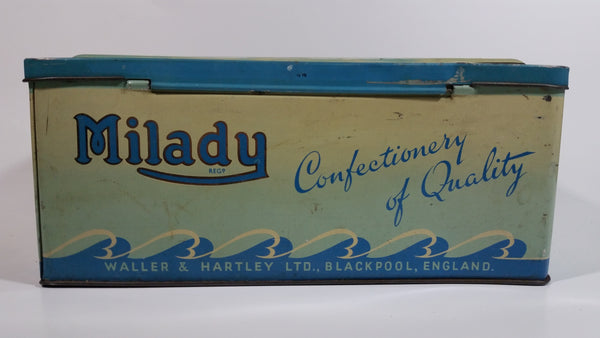 Milady
REGD
Confectionery
of Quality
WALLER & HARTLEY LTD., BLACKPOOL, ENGLAND.